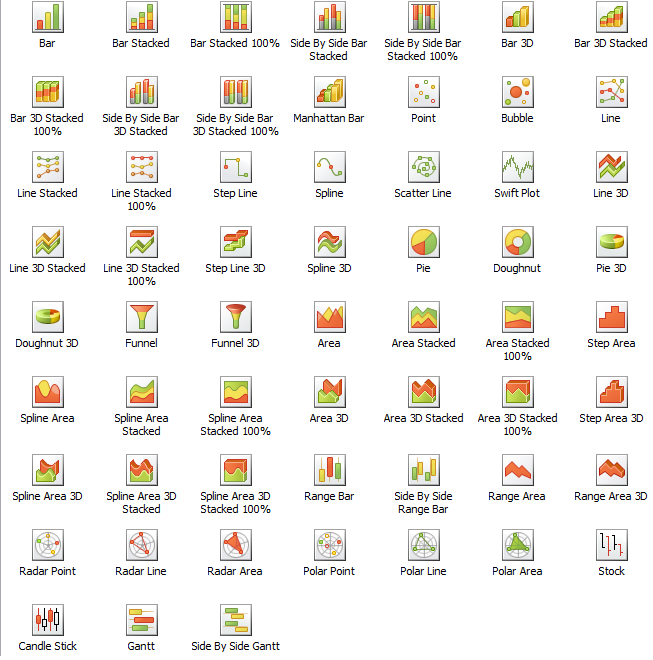 Bar
Bar Stacked
Bar Stacked 100%
Side By Side Bar
Stacked
Side By Side Bar
Stacked 100%
Bar 3D
Bar 3D Stacked
Bar 3D Stacked
100%
Side By Side Bar
3D Stacked
Side By Side Bar
3D Stacked 100%
Manhattan Bar
Point
Bubble
Line
Line Stacked
Line Stacked
100%
Step Line
Spline
Scatter Line
Swift Plot
Line 3D
Line 3D Stacked
Line 3D Stacked
100%
Step Line 3D
Spline 3D
Pie
Doughnut
Pie 3D
Doughnut 3D
Funnel
Funnel 3D
Area
Area Stacked
Area Stacked
100%
Step Area
Spline Area
Spline Area
Stacked
Spline Area
Stacked 100%
Area 3D
Area 3D Stacked
Area 3D Stacked
100%
Step Area 3D
Spline Area 3D
Spline Area 3D
Stacked
Spline Area 3D
Stacked 100%
Range Bar
Side By Side
Range Bar
Range Area
Range Area 3D
Radar Point
Radar Line
Radar Area
Polar Point
Polar Line
Polar Area
Stock
Candle Stick
Gantt
Side By Side Gantt